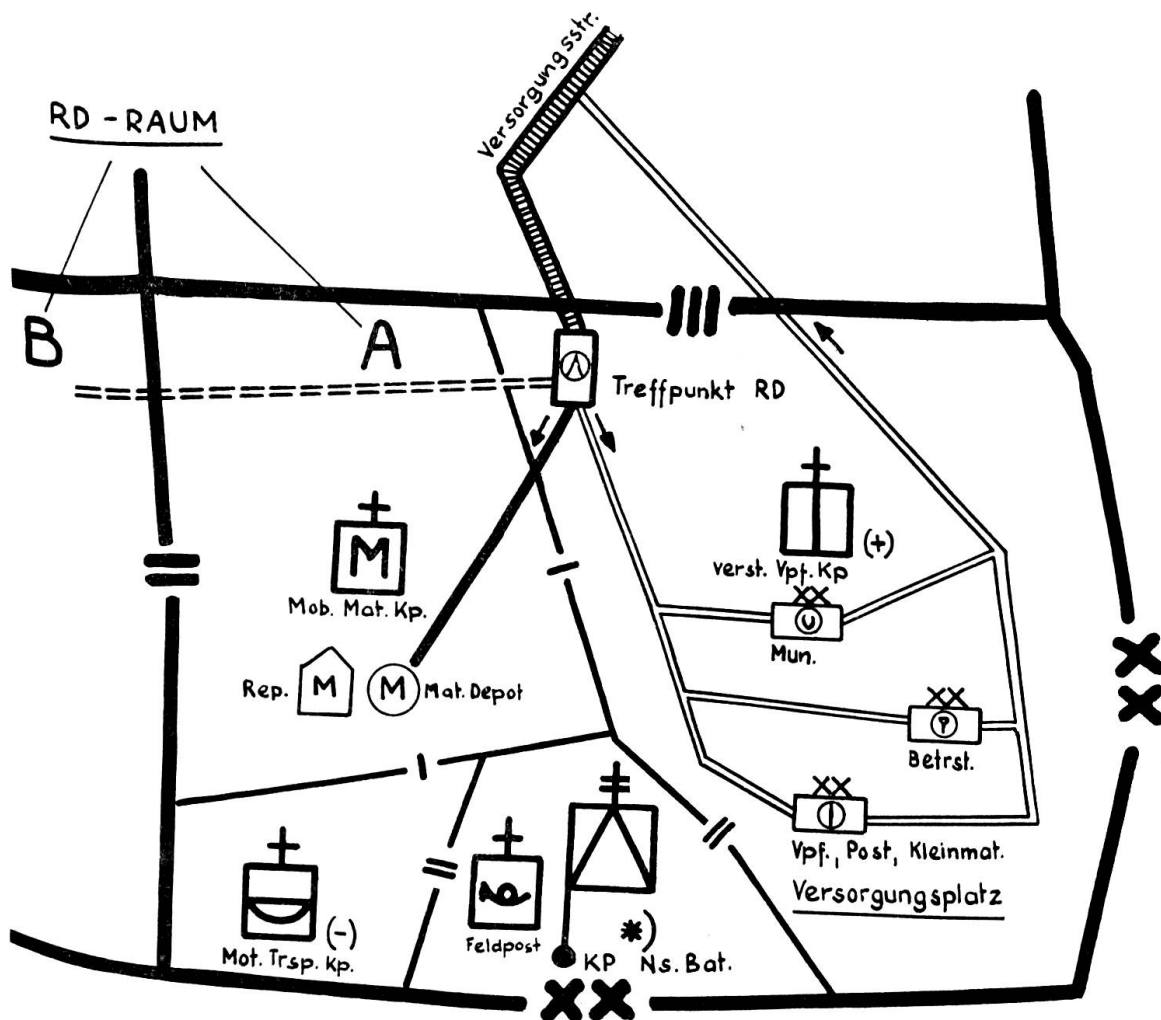 Versorgungsstr.
RD - RAUM
B
A
Treffpunkt RD
(+)
verst. Vpf. Kp
M
Mob. Mat. Kp.
Mun.
Rep.
M
M
Mat. Depot
Betrst.
Vpf., Post, Kleinmat.
Versorgungsplatz
(-)
Mot. Trsp. Kp.
Feldpost
*)
KP Ns. Bat.